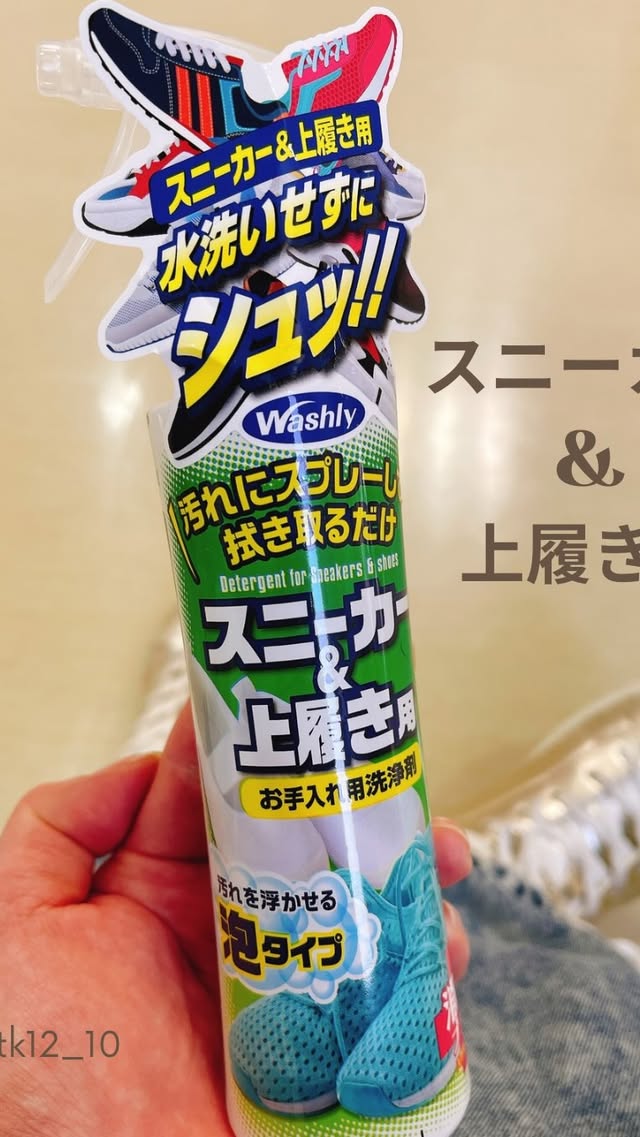 スニーカー&上履き用
水洗いせずに
シュッ!!
Washly
汚れにスプレーし
拭き取るだけ
Detergent for Sneakers & shoes
スニーカー
&
上履き用
お手入れ用洗浄剤
汚れを浮かせる
泡タイプ
スニーカ
&
上履き
tk12_10